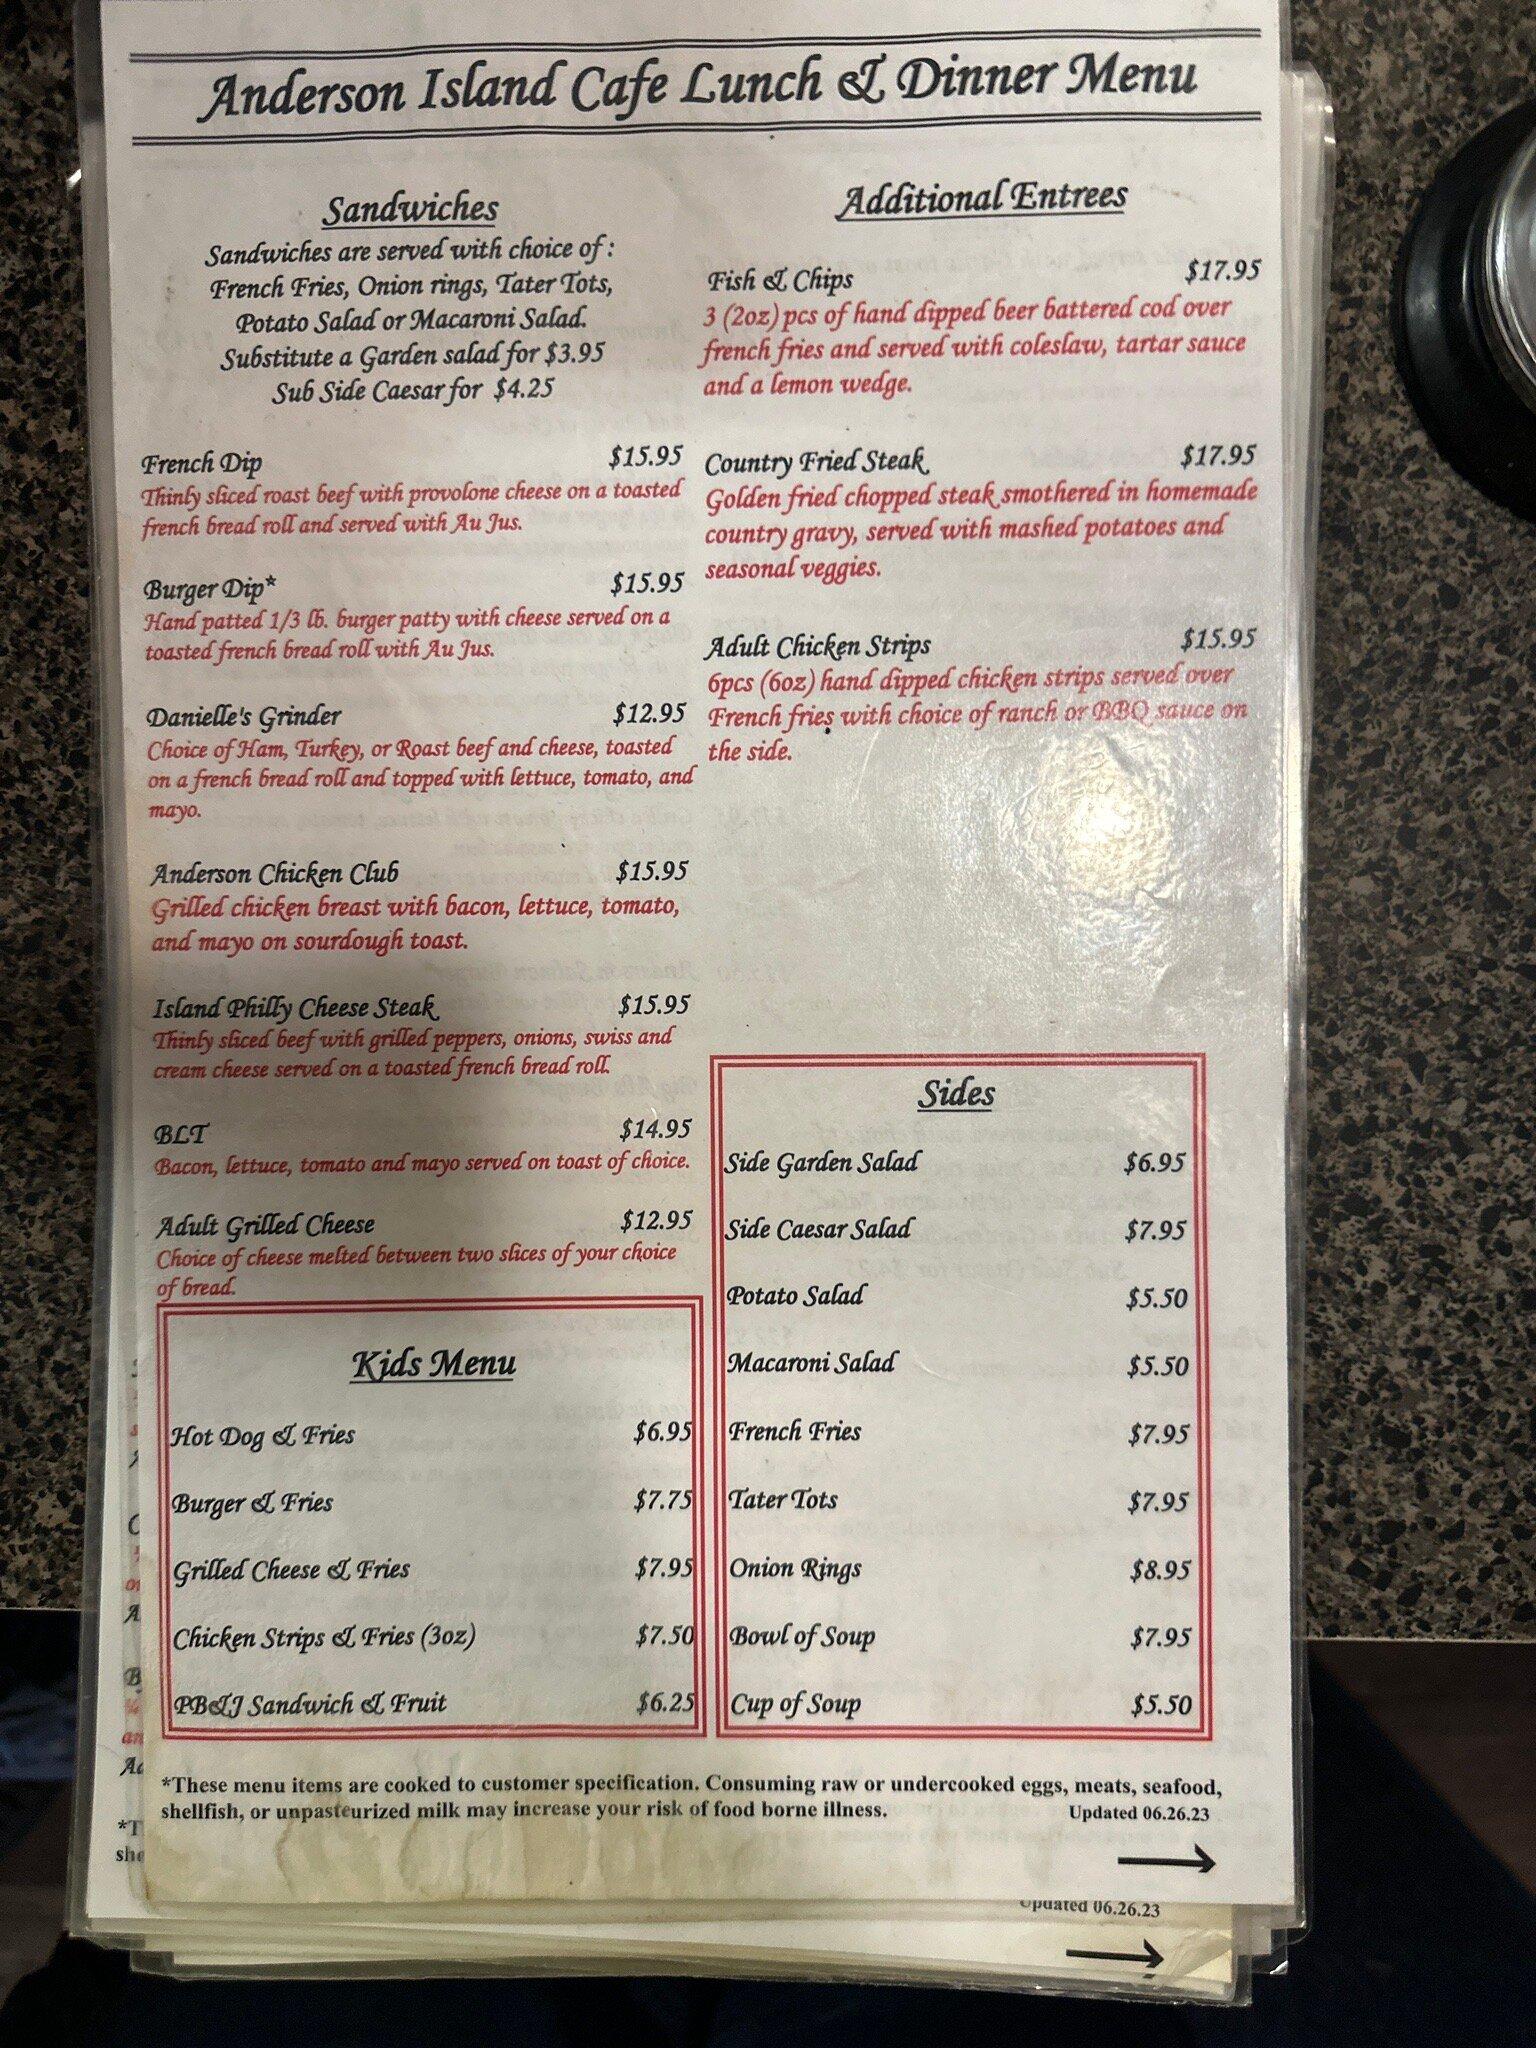 Anderson Island Cafe Lunch & Dinner Menu
Sandwiches
Sandwiches are served with choice of :
French Fries, Onion rings, Tater Tots,
Potato Salad or Macaroni Salad.
Substitute a Garden salad for $3.95
Sub Side Caesar for $4.25
French Dip $15.95
Thinly sliced roast beef with provolone cheese on a toasted
french bread roll and served with Au Jus.
Burger Dip* $15.95
Hand patted 1/3 lb. burger patty with cheese served on a
toasted french bread roll with Au Jus.
Danielle's Grinder $12.95
Choice of Ham, Turkey, or Roast beef and cheese, toasted
on a french bread roll and topped with lettuce, tomato, and
mayo.
Anderson Chicken Club $15.95
Grilled chicken breast with bacon, lettuce, tomato,
and mayo on sourdough toast.
Island Philly Cheese Steak $15.95
Thinly sliced beef with grilled peppers, onions, swiss and
cream cheese served on a toasted french bread roll.
BLT $14.95
Bacon, lettuce, tomato and mayo served on toast of choice.
Adult Grilled Cheese $12.95
Choice of cheese melted between two slices of your choice
of bread.
Kids Menu
Hot Dog & Fries $6.95
Burger & Fries $7.75
Grilled Cheese & Fries $7.95
Chicken Strips & Fries (3oz) $7.50
PB&J Sandwich & Fruit $6.25
Additional Entrees
Fish & Chips $17.95
3 (2oz) pcs of hand dipped beer battered cod over
french fries and served with coleslaw, tartar sauce
and a lemon wedge.
Country Fried Steak $17.95
Golden fried chopped steak smothered in homemade
country gravy, served with mashed potatoes and
seasonal veggies.
Adult Chicken Strips $15.95
6pcs (6oz) hand dipped chicken strips served over
French fries with choice of ranch or BBQ sauce on
the side.
Sides
Side Garden Salad $6.95
Side Caesar Salad $7.95
Potato Salad $5.50
Macaroni Salad $5.50
French Fries $7.95
Tater Tots $7.95
Onion Rings $8.95
Bowl of Soup $7.95
Cup of Soup $5.50
*These menu items are cooked to customer specification. Consuming raw or undercooked eggs, meats, seafood,
shellfish, or unpasteurized milk may increase your risk of food borne illness. Updated 06.26.23
Updated 06.26.23